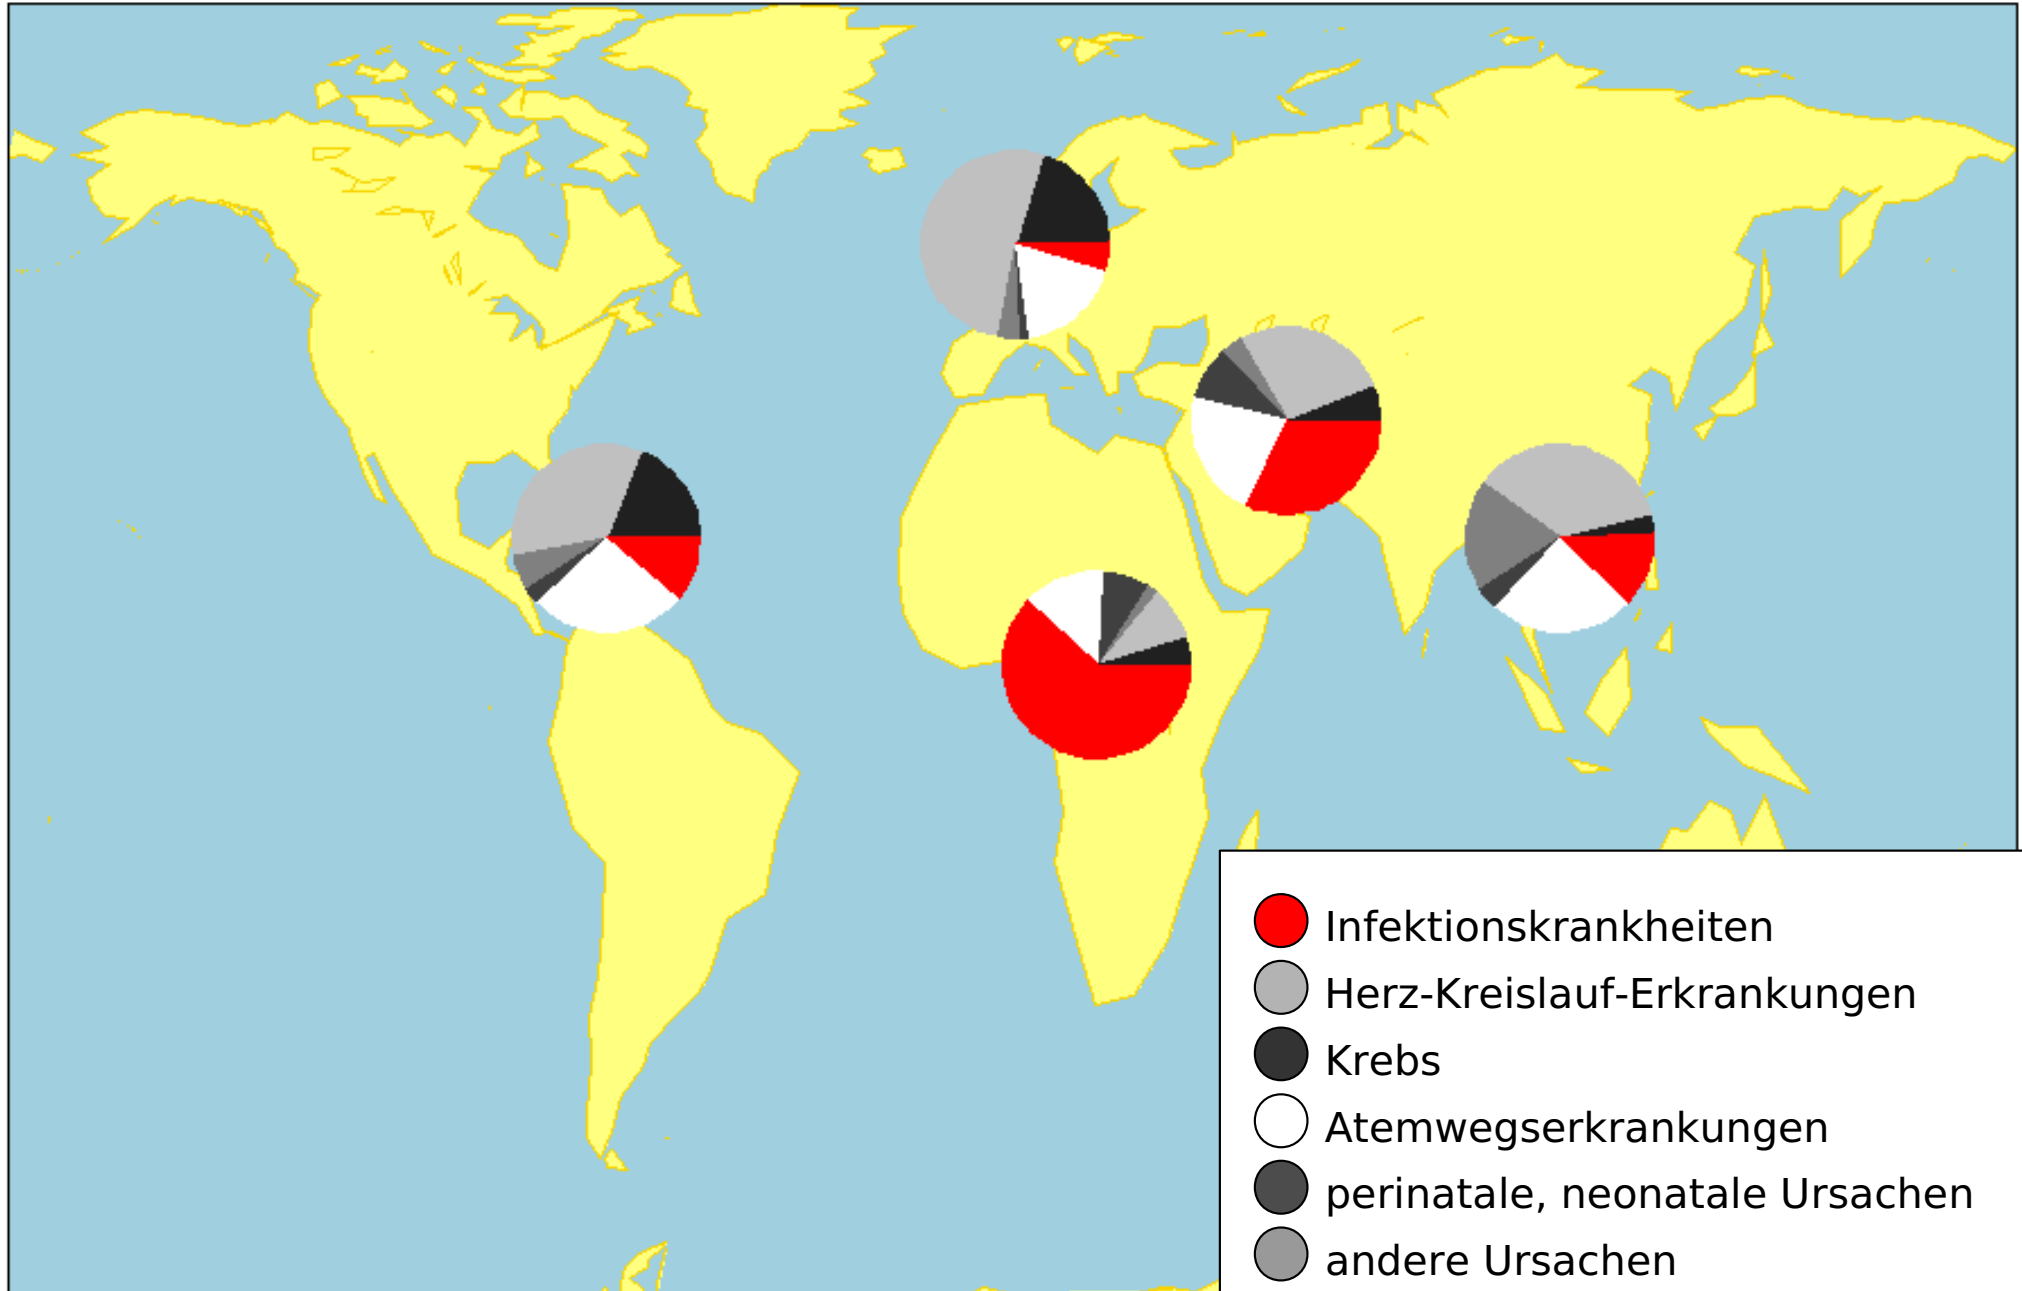 Infektionskrankheiten
Herz-Kreislauf-Erkrankungen
Krebs
Atemwegserkrankungen
perinatale, neonatale Ursachen
andere Ursachen